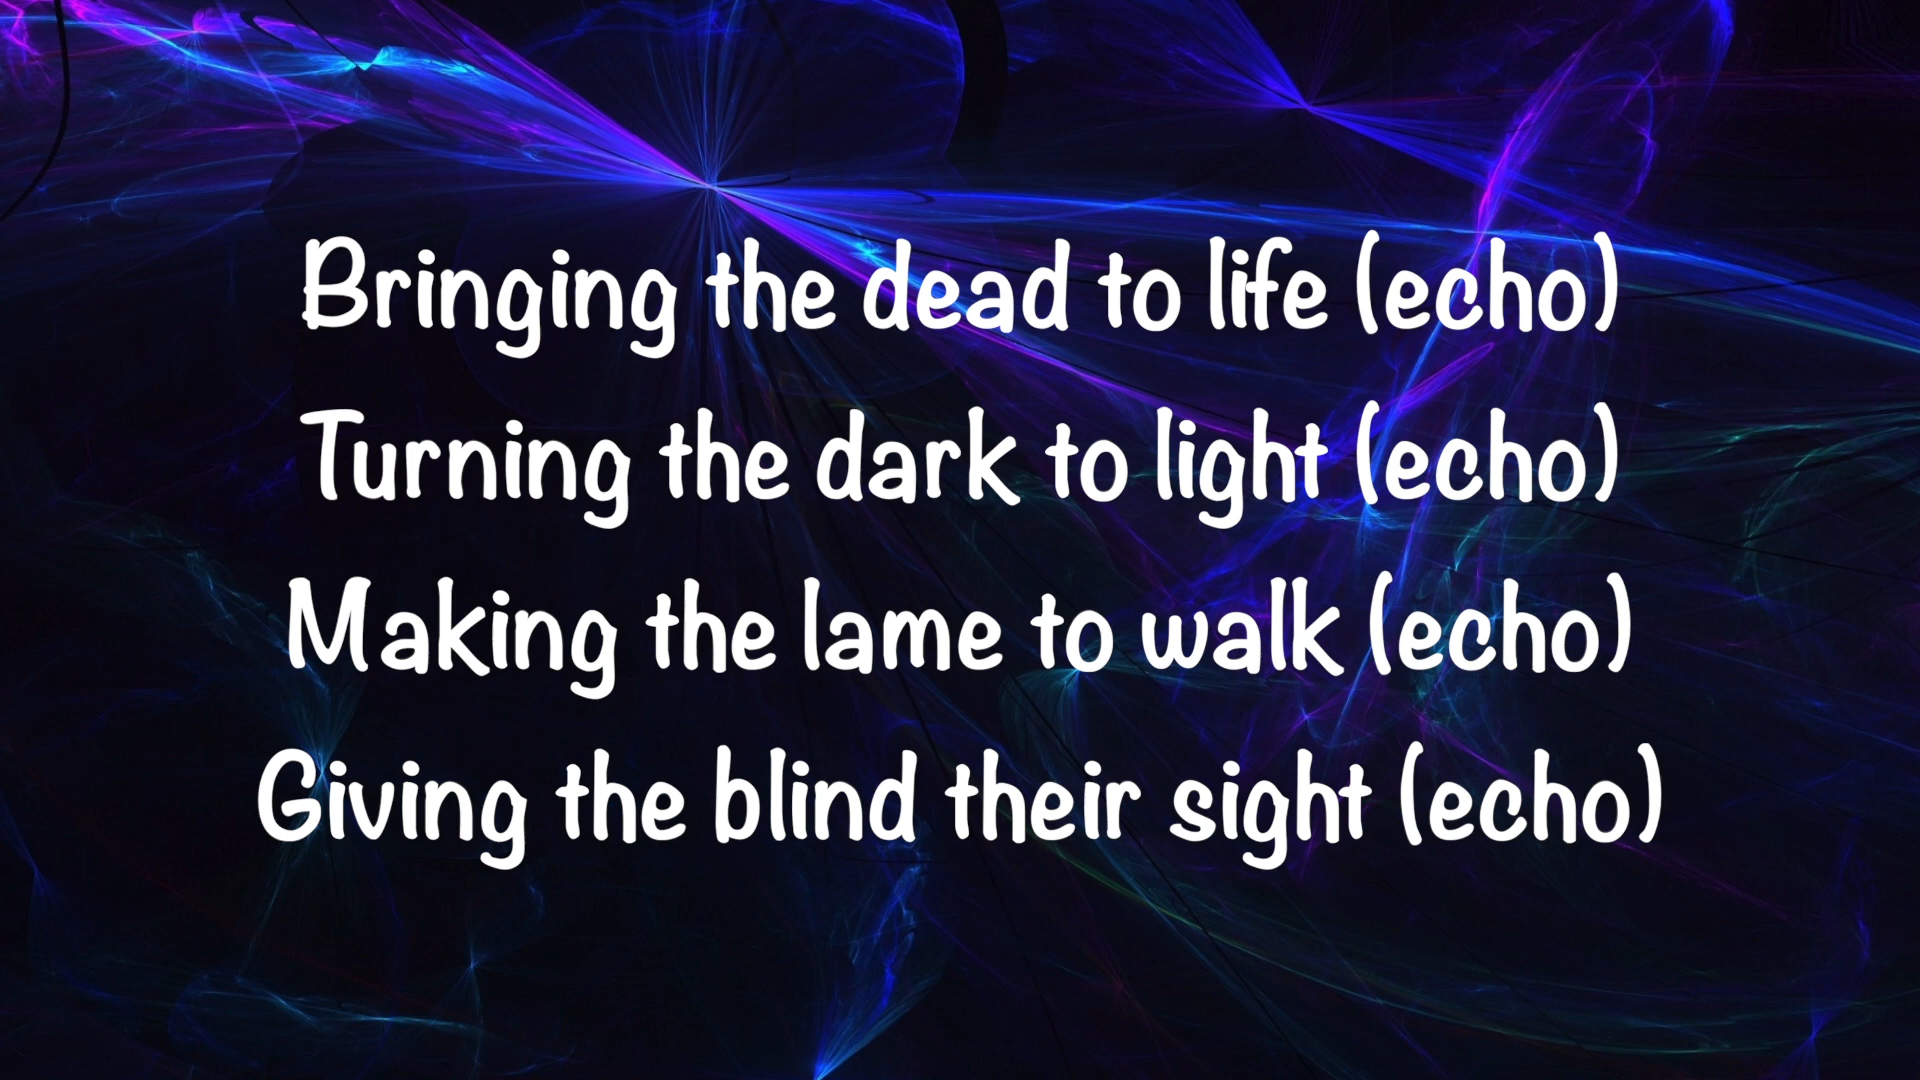 Bringing the dead to life (echo)
Turning the dark to light (echo)
Making the lame to walk (echo)
Giving the blind their sight (echo)